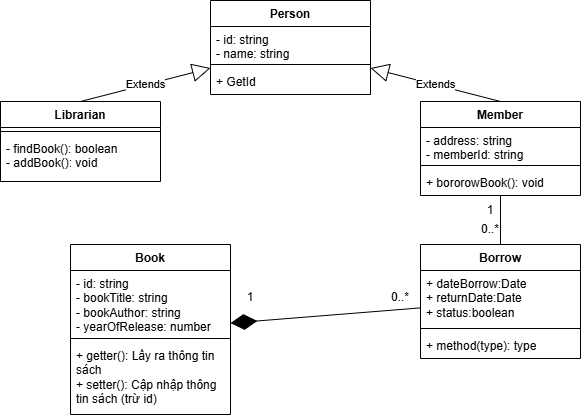 Person
- id: string
- name: string
+ GetId
Extends
Extends
Librarian
- findBook(): boolean
- addBook(): void
Member
- address: string
- memberId: string
+ bororowBook(): void
1
0..*
Book
- id: string
- bookTitle: string
- bookAuthor: string
- yearOfRelease: number
+ getter(): Lấy ra thông tin
sách
+ setter(): Cập nhập thông
tin sách (trừ id)
1
0..*
Borrow
+ dateBorrow:Date
+ returnDate:Date
+ status:boolean
+ method(type): type